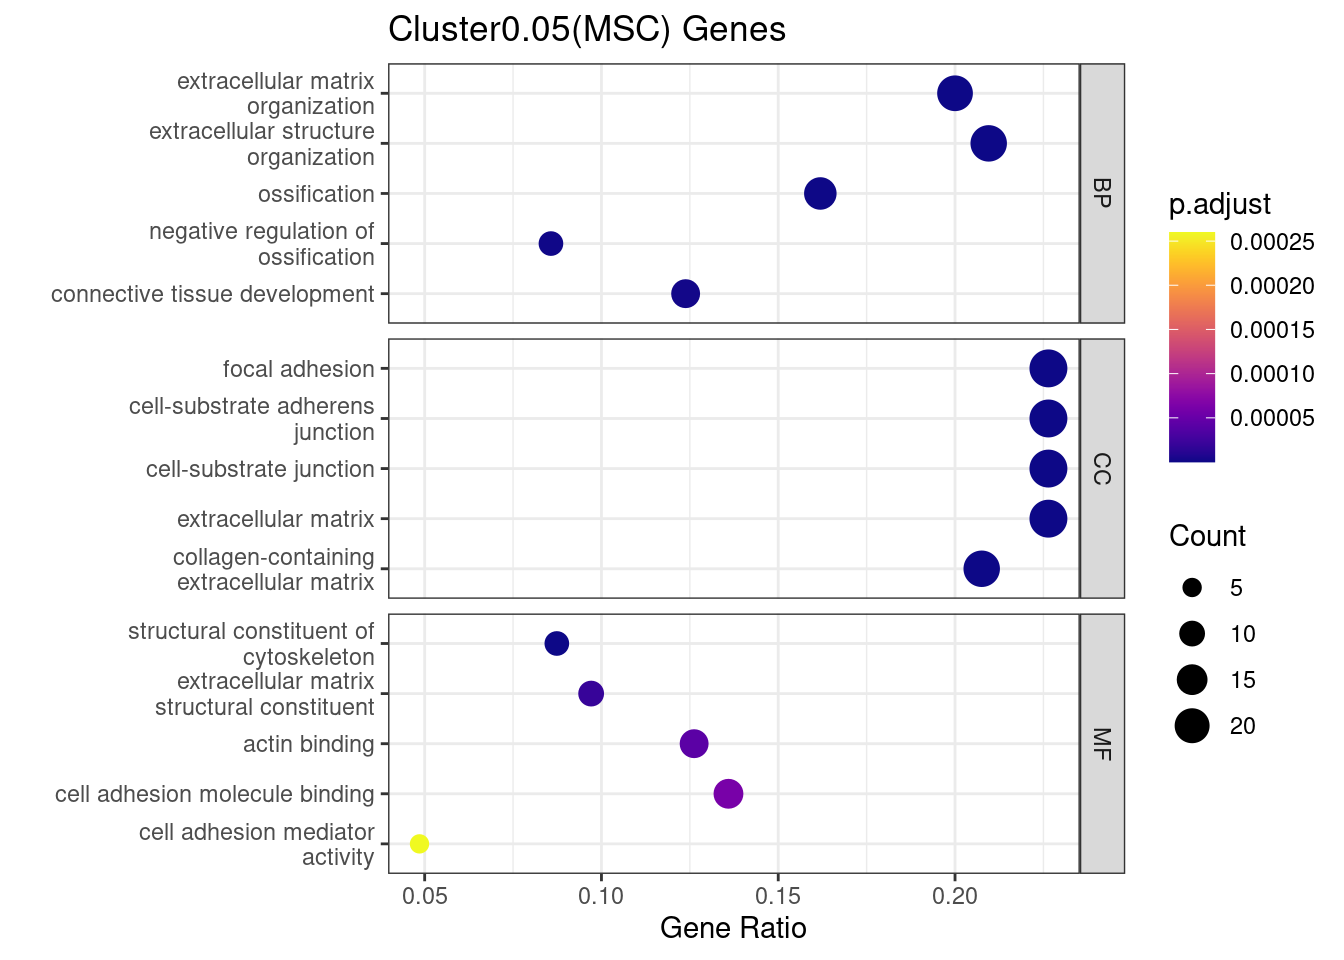 Cluster0.05(MSC) Genes
extracellular matrix
organization
extracellular structure
organization
ossification
negative regulation of
ossification
connective tissue development
BP
focal adhesion
cell-substrate adherens
junction
cell-substrate junction
extracellular matrix
collagen-containing
extracellular matrix
CC
structural constituent of
cytoskeleton
extracellular matrix
structural constituent
actin binding
cell adhesion molecule binding
cell adhesion mediator
activity
MF
0.05 0.10 0.15 0.20
Gene Ratio
p.adjust
0.00025
0.00020
0.00015
0.00010
0.00005
Count
5
10
15
20